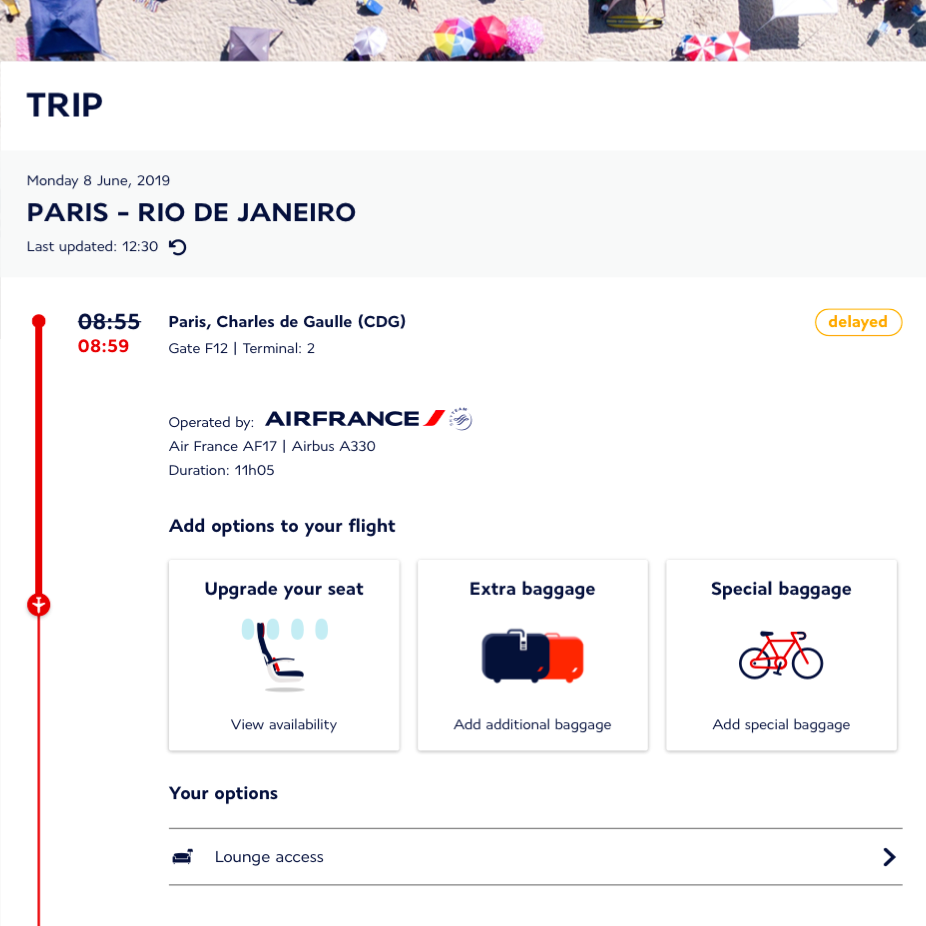 TRIP
Monday 8 June, 2019
PARIS - RIO DE JANEIRO
Last updated: 12:30
08:55 Paris, Charles de Gaulle (CDG) delayed
08:59 Gate F12 | Terminal: 2
Operated by: AIRFRANCE
Air France AF17 | Airbus A330
Duration: 11h05
Add options to your flight
Upgrade your seat Extra baggage Special baggage
View availability Add additional baggage Add special baggage
Your options
Lounge access